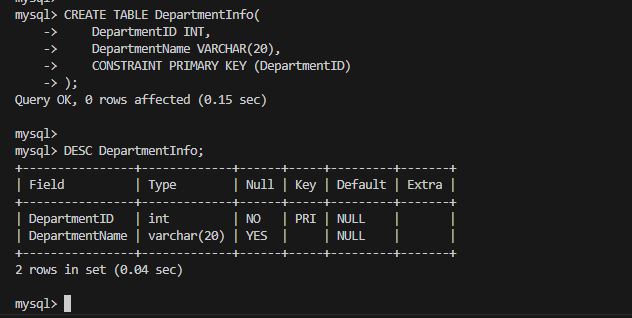 mysql> CREATE TABLE DepartmentInfo(
    ->     DepartmentID INT,
    ->     DepartmentName VARCHAR(20),
    ->     CONSTRAINT PRIMARY KEY (DepartmentID)
    -> );
Query OK, 0 rows affected (0.15 sec)

mysql>
mysql> DESC DepartmentInfo;
+----------------+-------------+------+-----+---------+-------+
| Field          | Type        | Null | Key | Default | Extra |
+----------------+-------------+------+-----+---------+-------+
| DepartmentID   | int         | NO   | PRI | NULL    |       |
| DepartmentName | varchar(20) | YES  |     | NULL    |       |
+----------------+-------------+------+-----+---------+-------+
2 rows in set (0.04 sec)

mysql>